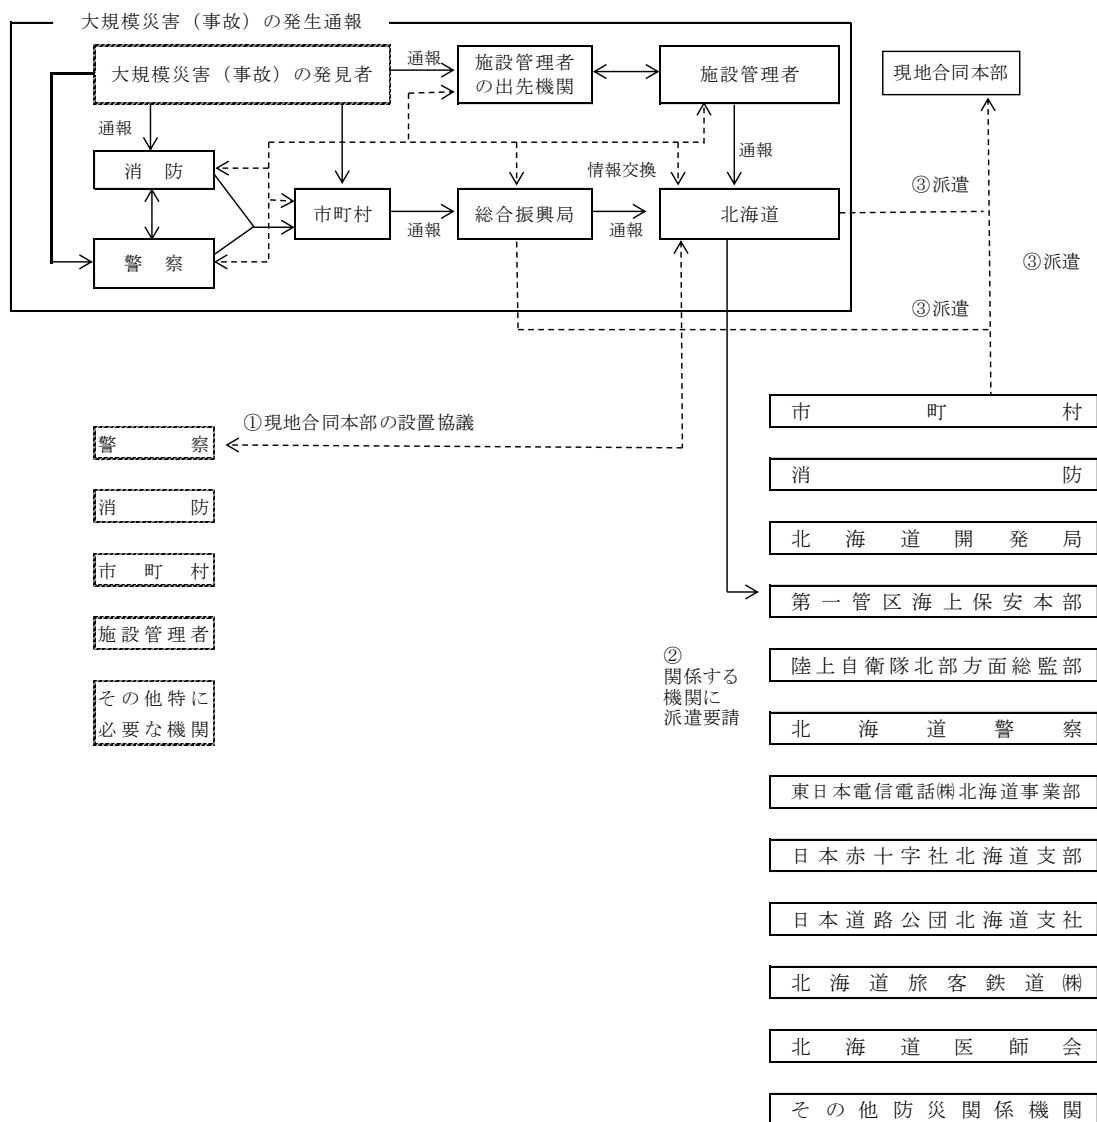 大規模災害（事故）の発生通報
大規模災害（事故）の発見者
通報
施設管理者
の出先機関
施設管理者
現地合同本部
通報
消防
情報交換
通報
市町村
通報
総合振興局
通報
北海道
③派遣
警察
③派遣
③派遣
①現地合同本部の設置協議
警察
消防
市町村
施設管理者
その他特に
必要な機関
②
関係する
機関に
派遣要請
市町村
消防
北海道開発局
第一管区海上保安本部
陸上自衛隊北部方面総監部
北海道警察
東日本電信電話㈱北海道事業部
日本赤十字社北海道支部
日本道路公団北海道支社
北海道旅客鉄道㈱
北海道医師会
その他防災関係機関